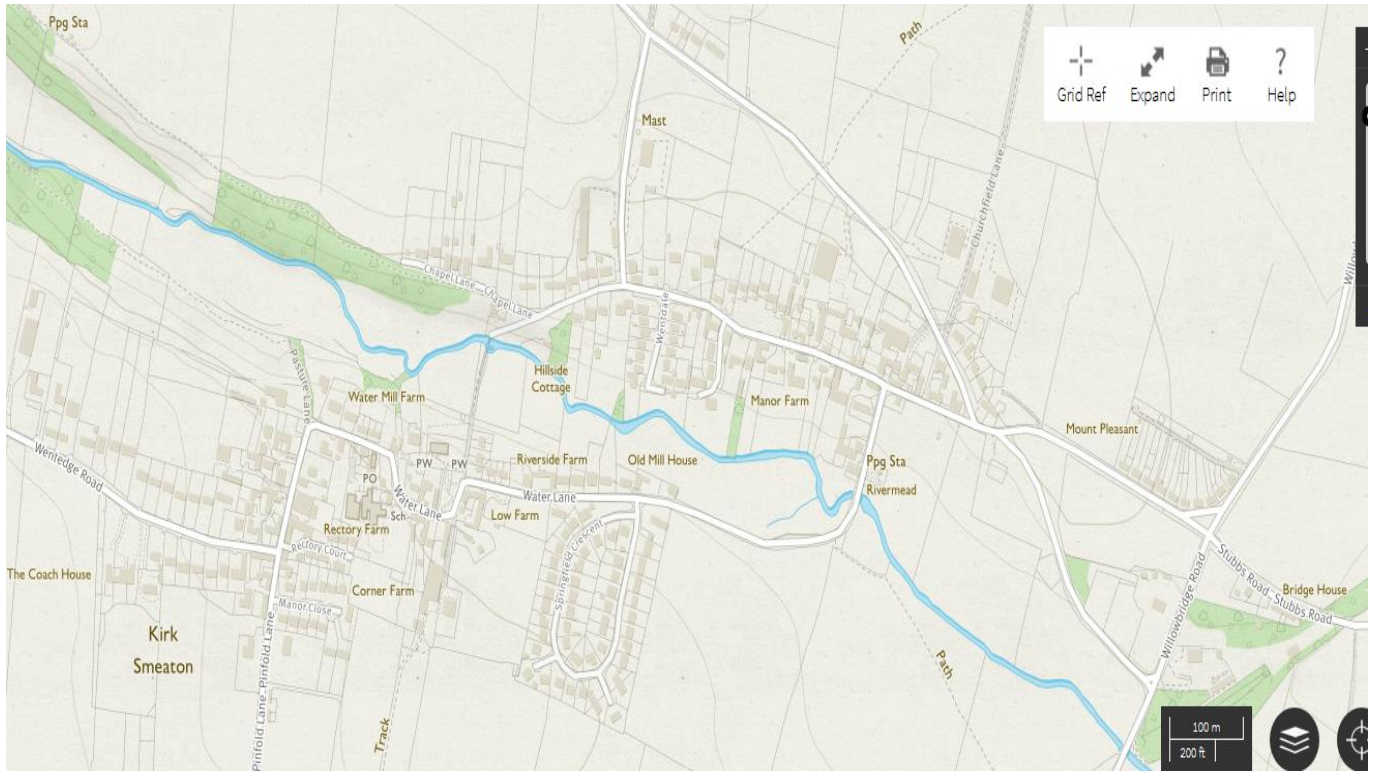 Ppg Sta
Path
Grid Ref
Expand
Print
Help
Mast
Churchfield Lane
Chapel Lane
Chapel Lane
Wentdale
Willow
Pasture Lane
Hillside
Cottage
Water Mill Farm
Manor Farm
Mount Pleasant
Wentedge Road
PW
PW
Riverside Farm
Old Mill House
Ppg Sta
PO
Rivermead
Water Lane
Water Lane
Sch
Low Farm
Rectory Farm
Rectory Court
Springfield Crescent
Stubbs Road
Stubbs Road
The Coach House
Corner Farm
Bridge House
Manor Close
Willowbridge Road
Kirk
Smeaton
Path
Pinfold Lane
Pinfold Lane
Track
100 m
200 ft